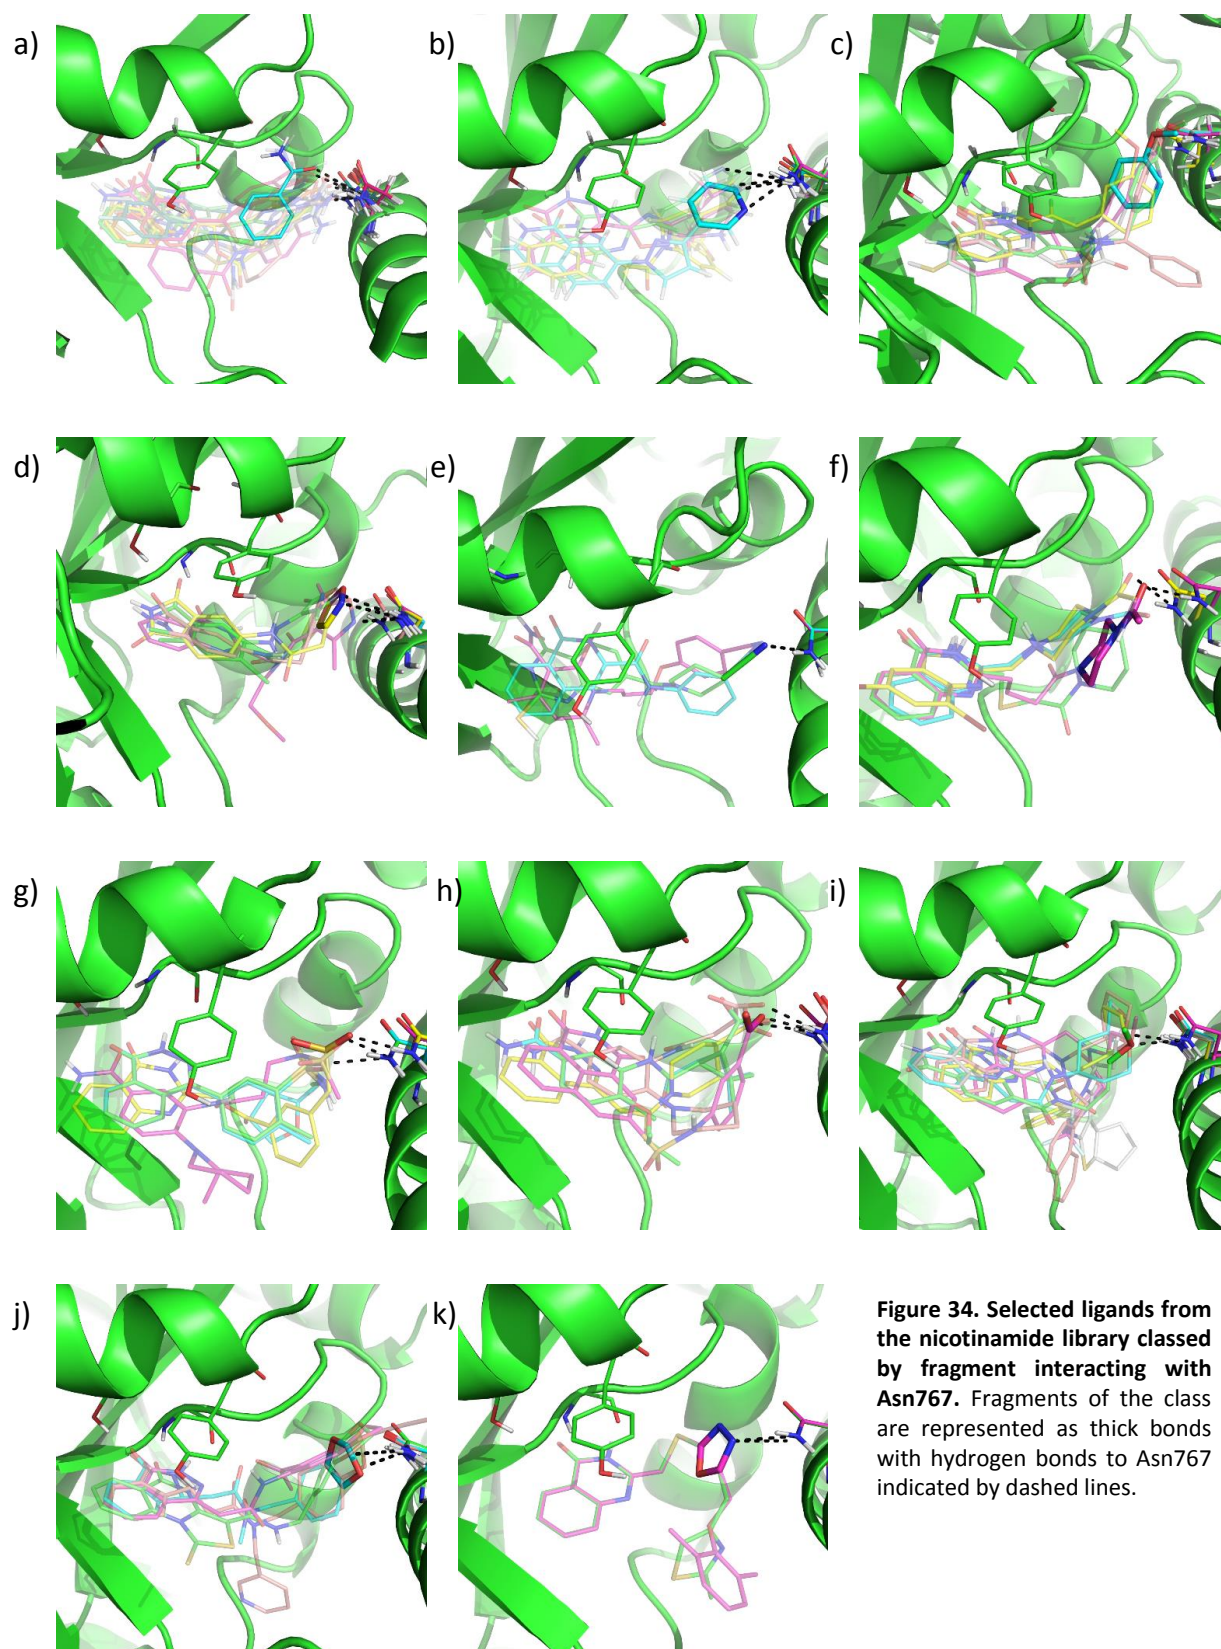 a)
b)
c)
d)
e)
f)
g)
h)
i)
j)
k)
Figure 34. Selected ligands from
the nicotinamide library classed
by fragment interacting with
Asn767. Fragments of the class
are represented as thick bonds
with hydrogen bonds to Asn767
indicated by dashed lines.